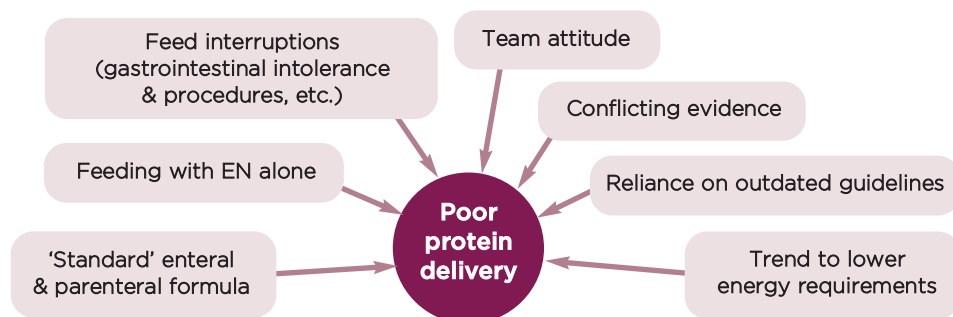 Feed interruptions
(gastrointestinal intolerance
& procedures, etc.)
Team attitude
Conflicting evidence
Feeding with EN alone
Reliance on outdated guidelines
Poor
protein
delivery
‘Standard’ enteral
& parenteral formula
Trend to lower
energy requirements